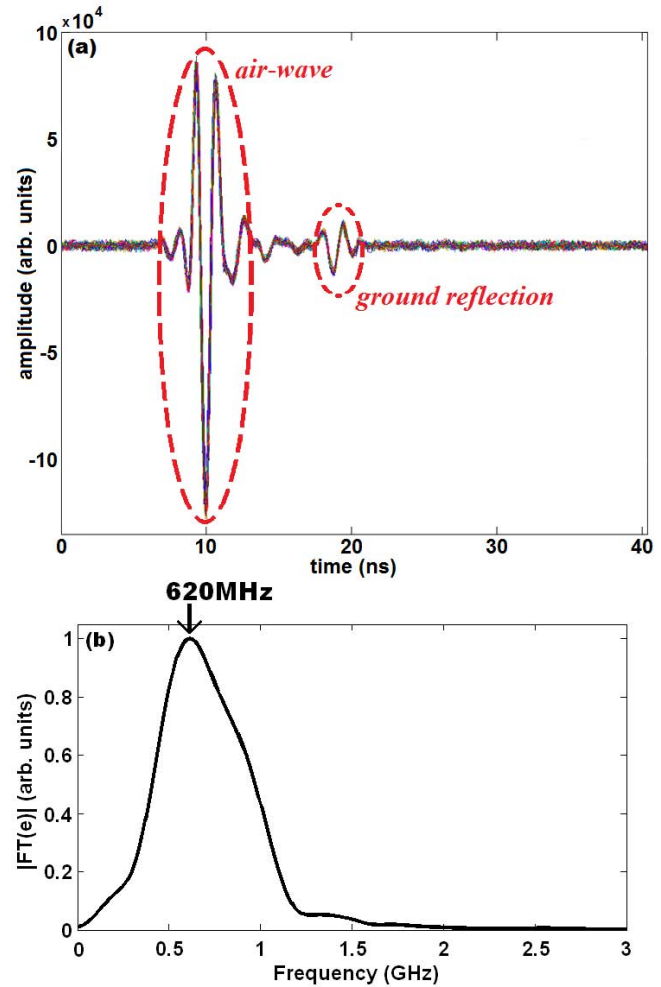 10 ×10⁴
(a)
air-wave
5
0
-5
-10
ground reflection
amplitude (arb. units)
0 10 20 30 40
time (ns)
620MHz
(b)
1
0.8
0.6
0.4
0.2
0
|FT(e)| (arb. units)
0 0.5 1 1.5 2 2.5 3
Frequency (GHz)